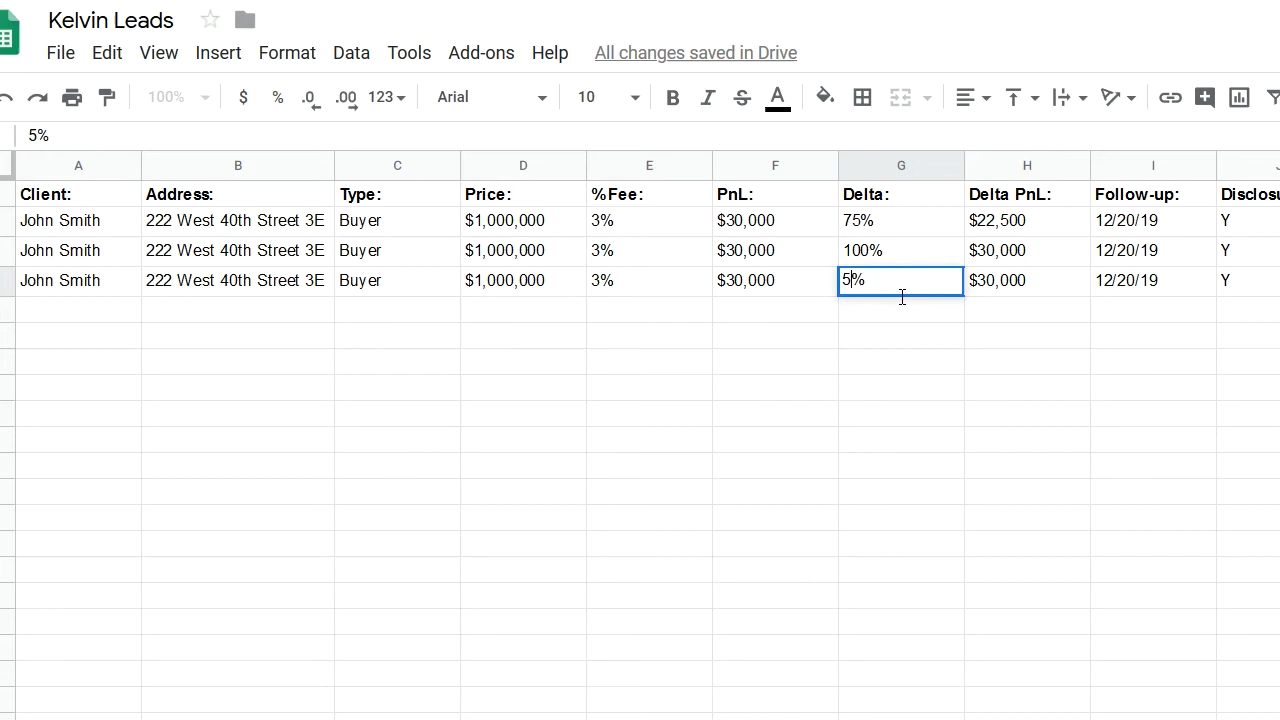 Kelvin Leads
File Edit View Insert Format Data Tools Add-ons Help All changes saved in Drive
100% $ % .0 .00 123 Arial 10 B I S A
5%
A B C D E F G H I
Client: Address: Type: Price: %Fee: PnL: Delta: Delta PnL: Follow-up: Disclosu
John Smith 222 West 40th Street 3E Buyer $1,000,000 3% $30,000 75% $22,500 12/20/19 Y
John Smith 222 West 40th Street 3E Buyer $1,000,000 3% $30,000 100% $30,000 12/20/19 Y
John Smith 222 West 40th Street 3E Buyer $1,000,000 3% $30,000 5% $30,000 12/20/19 Y